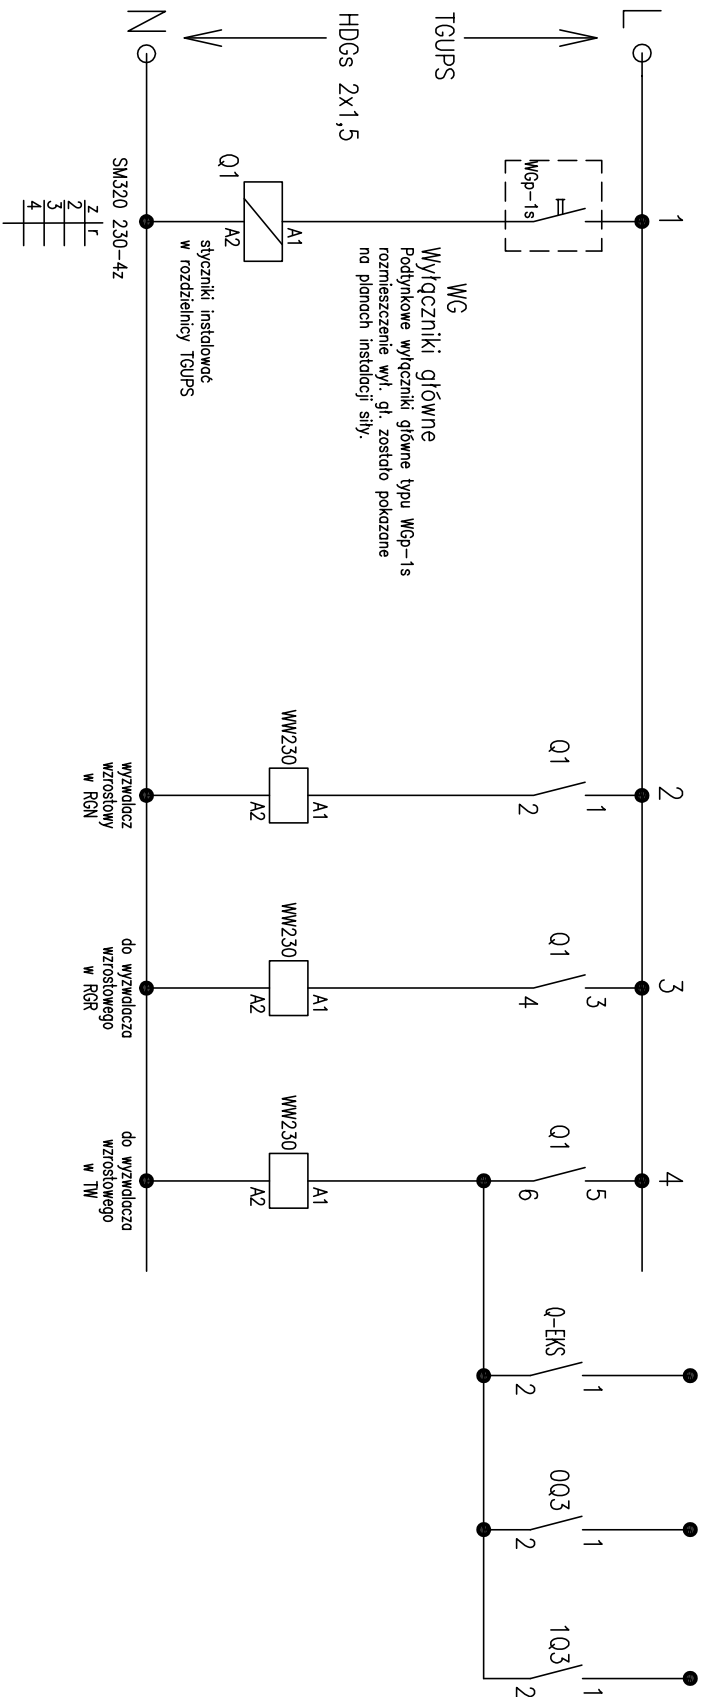 L
N
TGUPS
HDGs 2x1,5
1
WGp-1s
WG
Wyłączniki główne
Podtynkowe wyłączniki główne typu WGp-1s
rozmieszczenie wył. gł. zostało pokazane
na planach instalacji siły.
Q1
A1
A2
styczniki instalować
w rozdzielnicy TGUPS
SM320 230-4z
z r
2
3
4
2
Q1
1
2
WW230
A1
A2
wyzwalacz
wzrostowy
w RGN
3
Q1
3
4
WW230
A1
A2
do wyzwalacza
wzrostowego
w RGR
4
Q1
5
6
WW230
A1
A2
do wyzwalacza
wzrostowego
w TW
Q-EKS
1
2
0Q3
1
2
1Q3
1
2